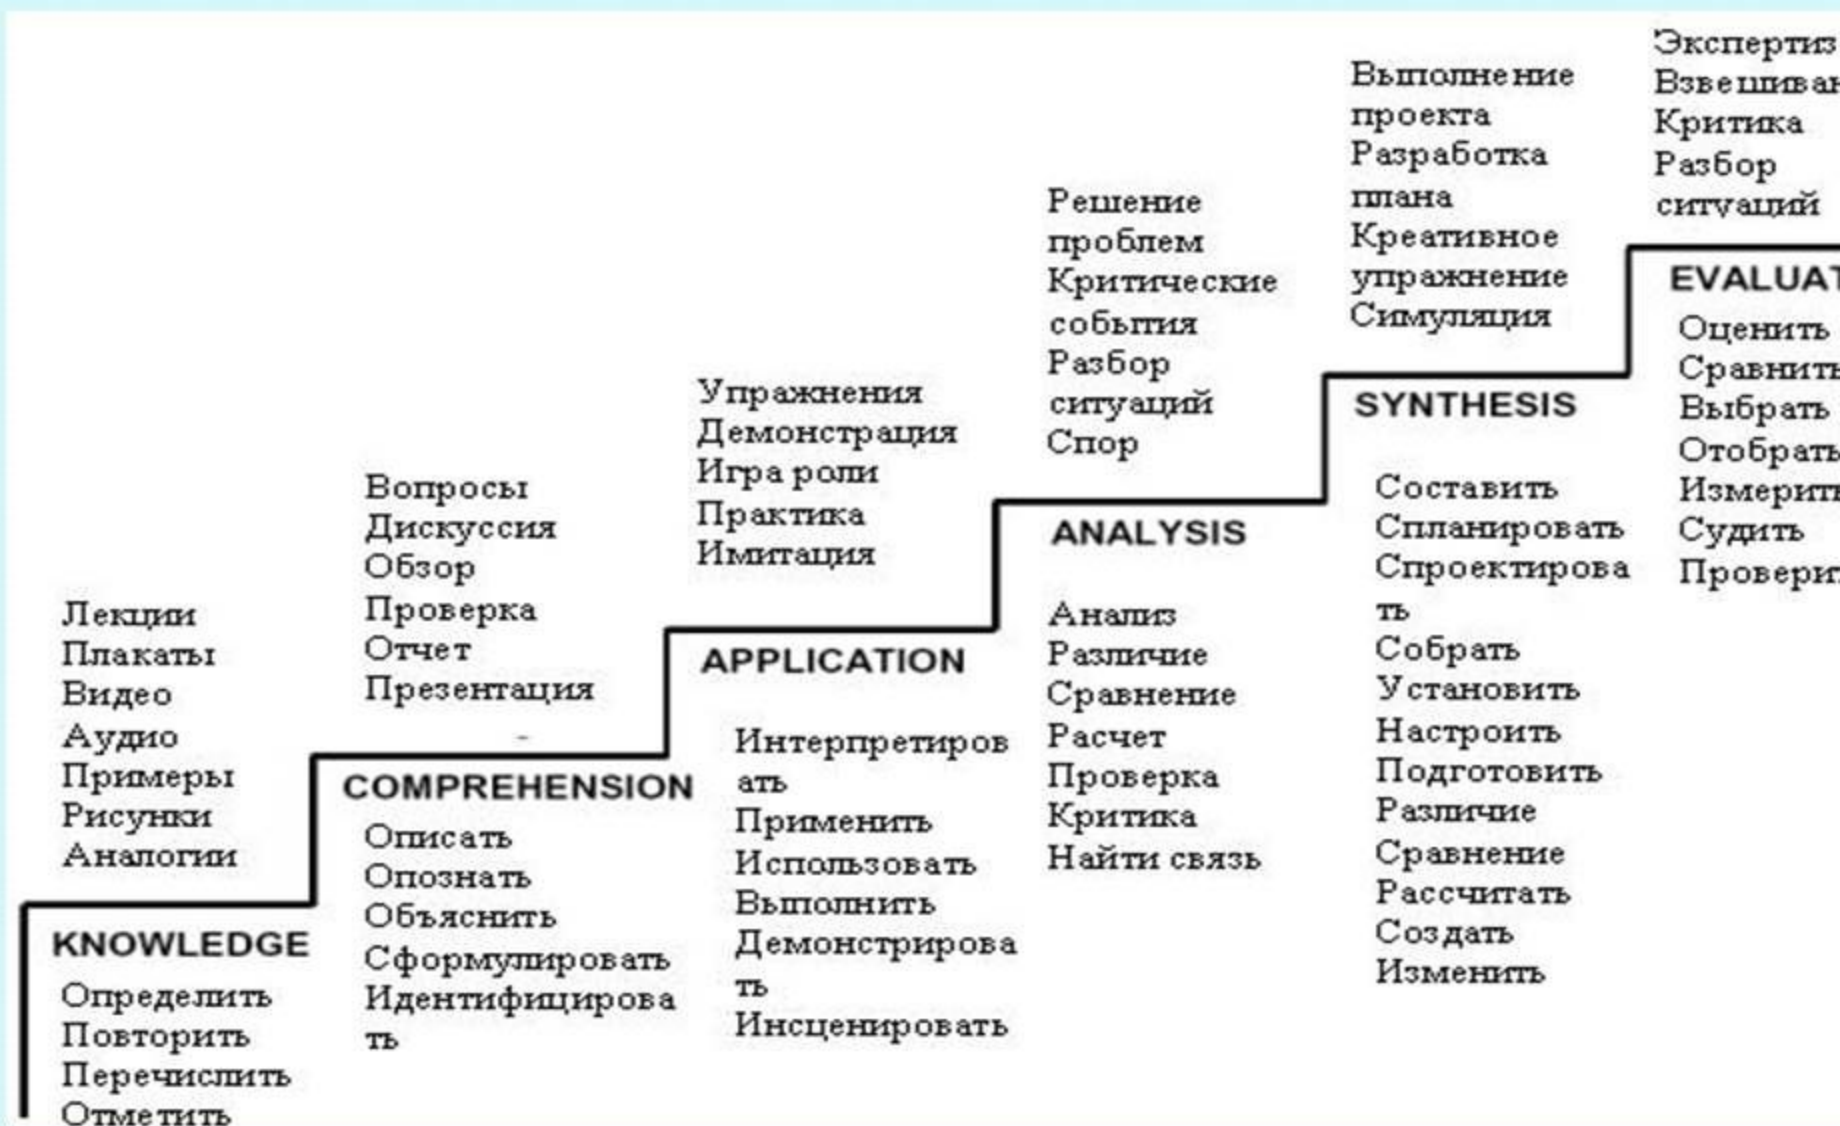 Лекции
Плакаты
Видео
Аудио
Примеры
Рисунки
Аналогии
KNOWLEDGE
Определить
Повторить
Перечислить
Отметить
Вопросы
Дискуссия
Обзор
Проверка
Отчет
Презентация
COMPREHENSION
Описать
Опознать
Объяснить
Сформулировать
Идентифицирова
ть
Упражнения
Демонстрация
Игра роли
Практика
Имитация
APPLICATION
Интерпретиров
ать
Применить
Использовать
Выполнить
Демонстрирова
ть
Инсценировать
Решение
проблем
Критические
события
Разбор
ситуаций
Спор
ANALYSIS
Анализ
Различие
Сравнение
Расчет
Проверка
Критика
Найти связь
Выполнение
проекта
Разработка
плана
Креативное
упражнение
Симуляция
SYNTHESIS
Составить
Спланировать
Спроектирова
ть
Собрать
Установить
Настроить
Подготовить
Различие
Сравнение
Рассчитать
Создать
Изменить
Экспертиз
Взвешиван
Критика
Разбор
ситуаций
EVALUAT
Оценить
Сравнить
Выбрать
Отобрать
Измерить
Судить
Проверит